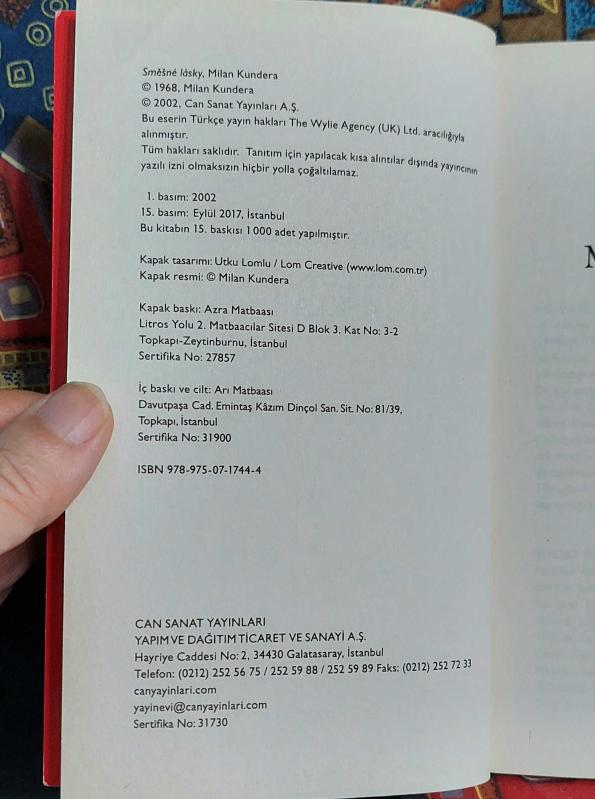 Směšné lásky, Milan Kundera
© 1968, Milan Kundera
© 2002, Can Sanat Yayınları A.Ş.
Bu eserin Türkçe yayın hakları The Wylie Agency (UK) Ltd. aracılığıyla
alınmıştır.
Tüm hakları saklıdır. Tanıtım için yapılacak kısa alıntılar dışında yayıncının
yazılı izni olmaksızın hiçbir yolla çoğaltılamaz.
1. basım: 2002
15. basım: Eylül 2017, İstanbul
Bu kitabın 15. baskısı 1 000 adet yapılmıştır.
Kapak tasarımı: Utku Lomlu / Lom Creative (www.lom.com.tr)
Kapak resmi: © Milan Kundera
Kapak baskı: Azra Matbaası
Litros Yolu 2. Matbaacılar Sitesi D Blok 3. Kat No: 3-2
Topkapı-Zeytinburnu, İstanbul
Sertifika No: 27857
İç baskı ve cilt: Arı Matbaası
Davutpaşa Cad. Emintaş Kâzım Dinçol San. Sit. No: 81/39,
Topkapı, İstanbul
Sertifika No: 31900
ISBN 978-975-07-1744-4
CAN SANAT YAYINLARI
YAPIM VE DAĞITIM TİCARET VE SANAYİ A.Ş.
Hayriye Caddesi No: 2, 34430 Galatasaray, İstanbul
Telefon: (0212) 252 56 75 / 252 59 88 / 252 59 89 Faks: (0212) 252 72 33
canyayinlari.com
yayinevi@canyayinlari.com
Sertifika No: 31730
M